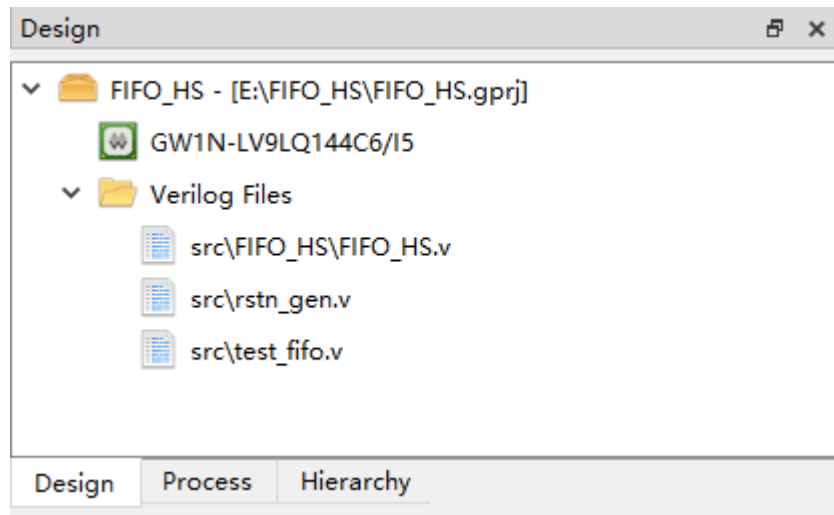 Design
FIFO_HS - [E:\FIFO_HS\FIFO_HS.gprj]
GW1N-LV9LQ144C6/I5
Verilog Files
src\FIFO_HS\FIFO_HS.v
src\rstn_gen.v
src\test_fifo.v
Design Process Hierarchy